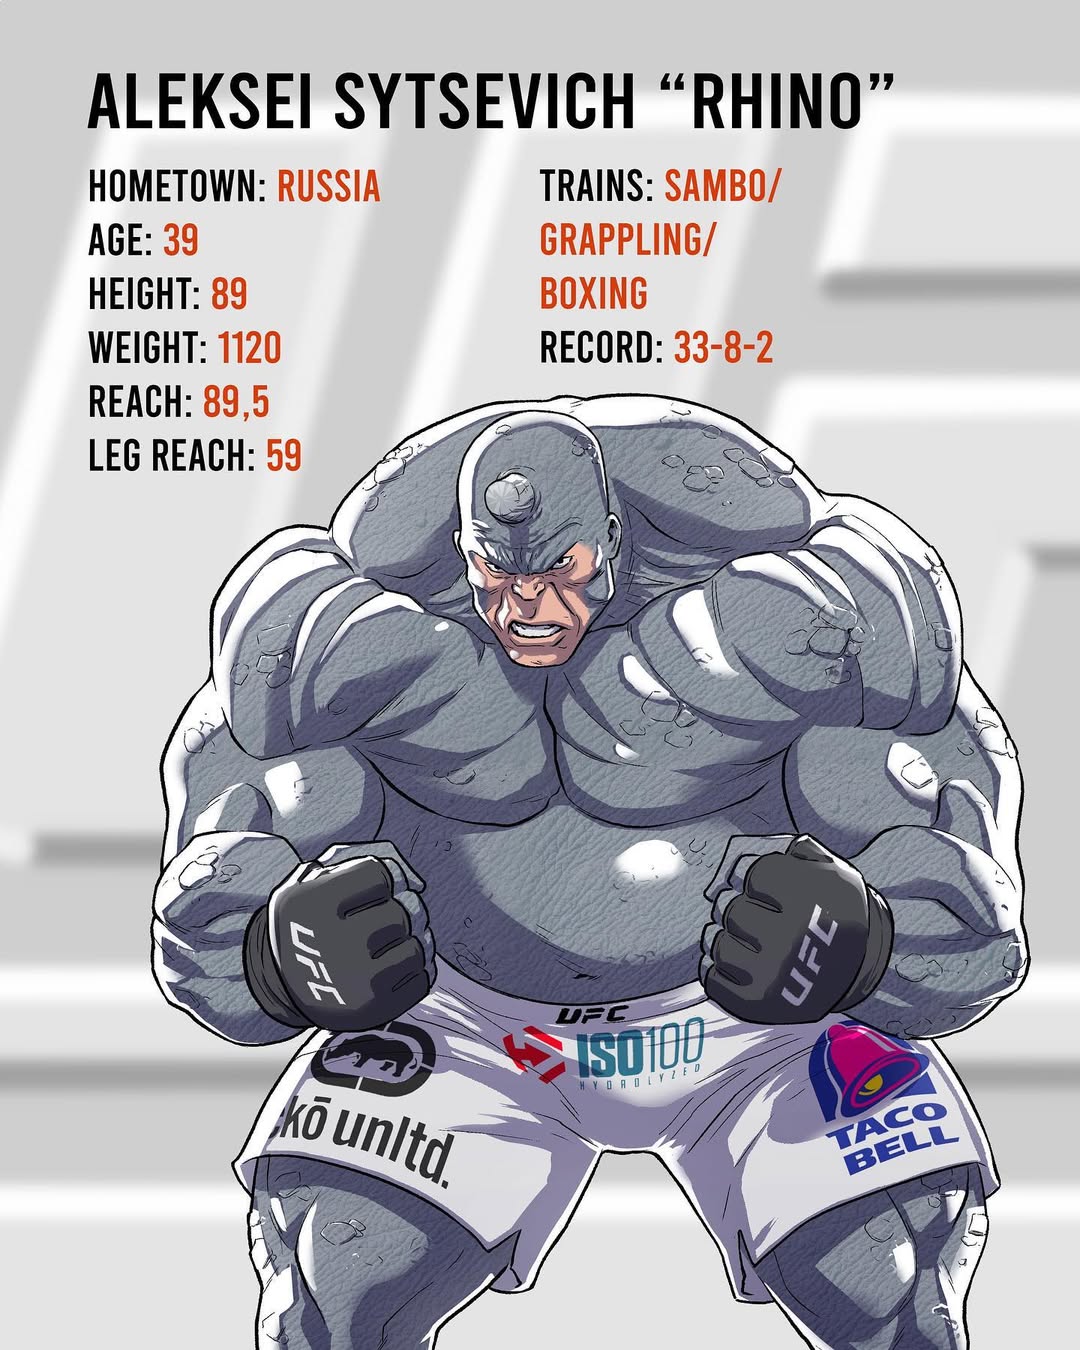 ALEKSEI SYTSEVICH “RHINO”
HOMETOWN: RUSSIA
AGE: 39
HEIGHT: 89
WEIGHT: 1120
REACH: 89,5
LEG REACH: 59
TRAINS: SAMBO/
GRAPPLING/
BOXING
RECORD: 33-8-2
UFC
UFC
UFC
ISO100
HYDROLYZED
kō unltd.
TACO
BELL